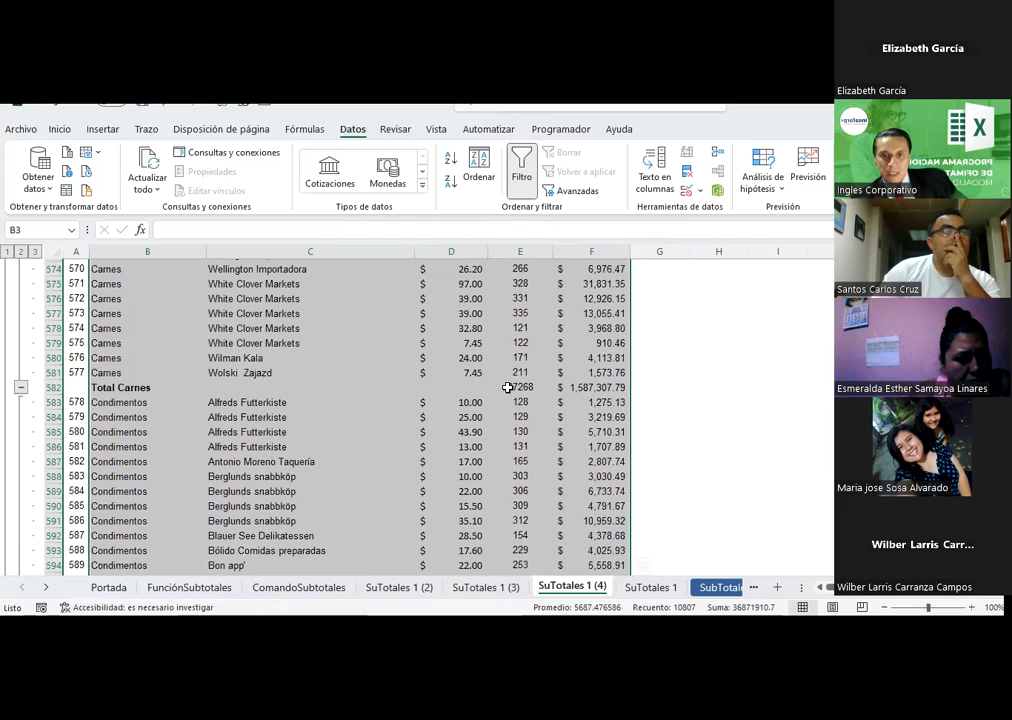 Elizabeth García
Elizabeth García
Archivo Inicio Insertar Trazo Disposición de página Fórmulas Datos Revisar Vista Automatizar Programador Ayuda
Obtener datos
Actualizar todo
Consultas y conexiones
Propiedades
Editar vínculos
Cotizaciones
Monedas
Ordenar
Filtro
Borrar
Volver a aplicar
Avanzadas
Texto en columnas
Análisis de hipótesis
Previsión
Obtener y transformar datos Consultas y conexiones Tipos de datos Ordenar y filtrar Herramientas de datos Previsión
B3 fx
1 2 3 A B C D E F G H I
574 570 Carnes Wellington Importadora $ 26.20 266 $ 6,976.47
575 571 Carnes White Clover Markets $ 97.00 328 $ 31,831.35
576 572 Carnes White Clover Markets $ 39.00 331 $ 12,926.15
577 573 Carnes White Clover Markets $ 39.00 335 $ 13,055.41
578 574 Carnes White Clover Markets $ 32.80 121 $ 3,968.80
579 575 Carnes White Clover Markets $ 7.45 122 $ 910.46
580 576 Carnes Wilman Kala $ 24.00 171 $ 4,113.81
581 577 Carnes Wolski Zajazd $ 7.45 211 $ 1,573.76
582 Total Carnes 7268 $ 1,587,307.79
583 578 Condimentos Alfreds Futterkiste $ 10.00 128 $ 1,275.13
584 579 Condimentos Alfreds Futterkiste $ 25.00 129 $ 3,219.69
585 580 Condimentos Alfreds Futterkiste $ 43.90 130 $ 5,710.31
586 581 Condimentos Alfreds Futterkiste $ 13.00 131 $ 1,707.89
587 582 Condimentos Antonio Moreno Taquería $ 17.00 165 $ 2,807.74
588 583 Condimentos Berglunds snabbköp $ 10.00 303 $ 3,030.49
589 584 Condimentos Berglunds snabbköp $ 22.00 306 $ 6,733.74
590 585 Condimentos Berglunds snabbköp $ 15.50 309 $ 4,791.67
591 586 Condimentos Berglunds snabbköp $ 35.10 312 $ 10,959.32
592 587 Condimentos Blauer See Delikatessen $ 28.50 154 $ 4,378.68
593 588 Condimentos Bólido Comidas preparadas $ 17.60 229 $ 4,025.93
594 589 Condimentos Bon app' $ 22.00 253 $ 5,558.91
Portada FunciónSubtotales ComandoSubtotales SuTotales 1 (2) SuTotales 1 (3) SuTotales 1 (4) SuTotales 1 SubTotale
Listo Accesibilidad: es necesario investigar Promedio: 5687.476586 Recuento: 10807 Suma: 36871910.7 100%
Ingles Corporativo
Santos Carlos Cruz
Esmeralda Esther Samayoa Linares
Maria jose Sosa Alvarado
Wilber Larris Carr...
Wilber Larris Carranza Campos